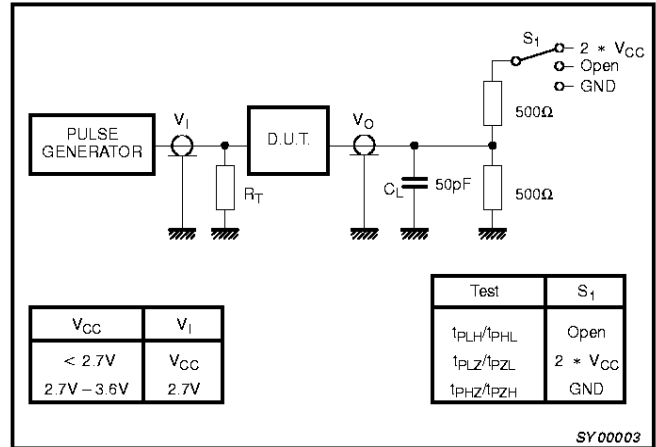 S1
2 * VCC
Open
GND
500Ω
PULSE
GENERATOR
VI
D.U.T.
VO
RT
CL
50pF
500Ω
VCC VI
< 2.7V VCC
2.7V – 3.6V 2.7V
Test S1
tPLH/tPHL Open
tPLZ/tPZL 2 * VCC
tPHZ/tPZH GND
SY00003